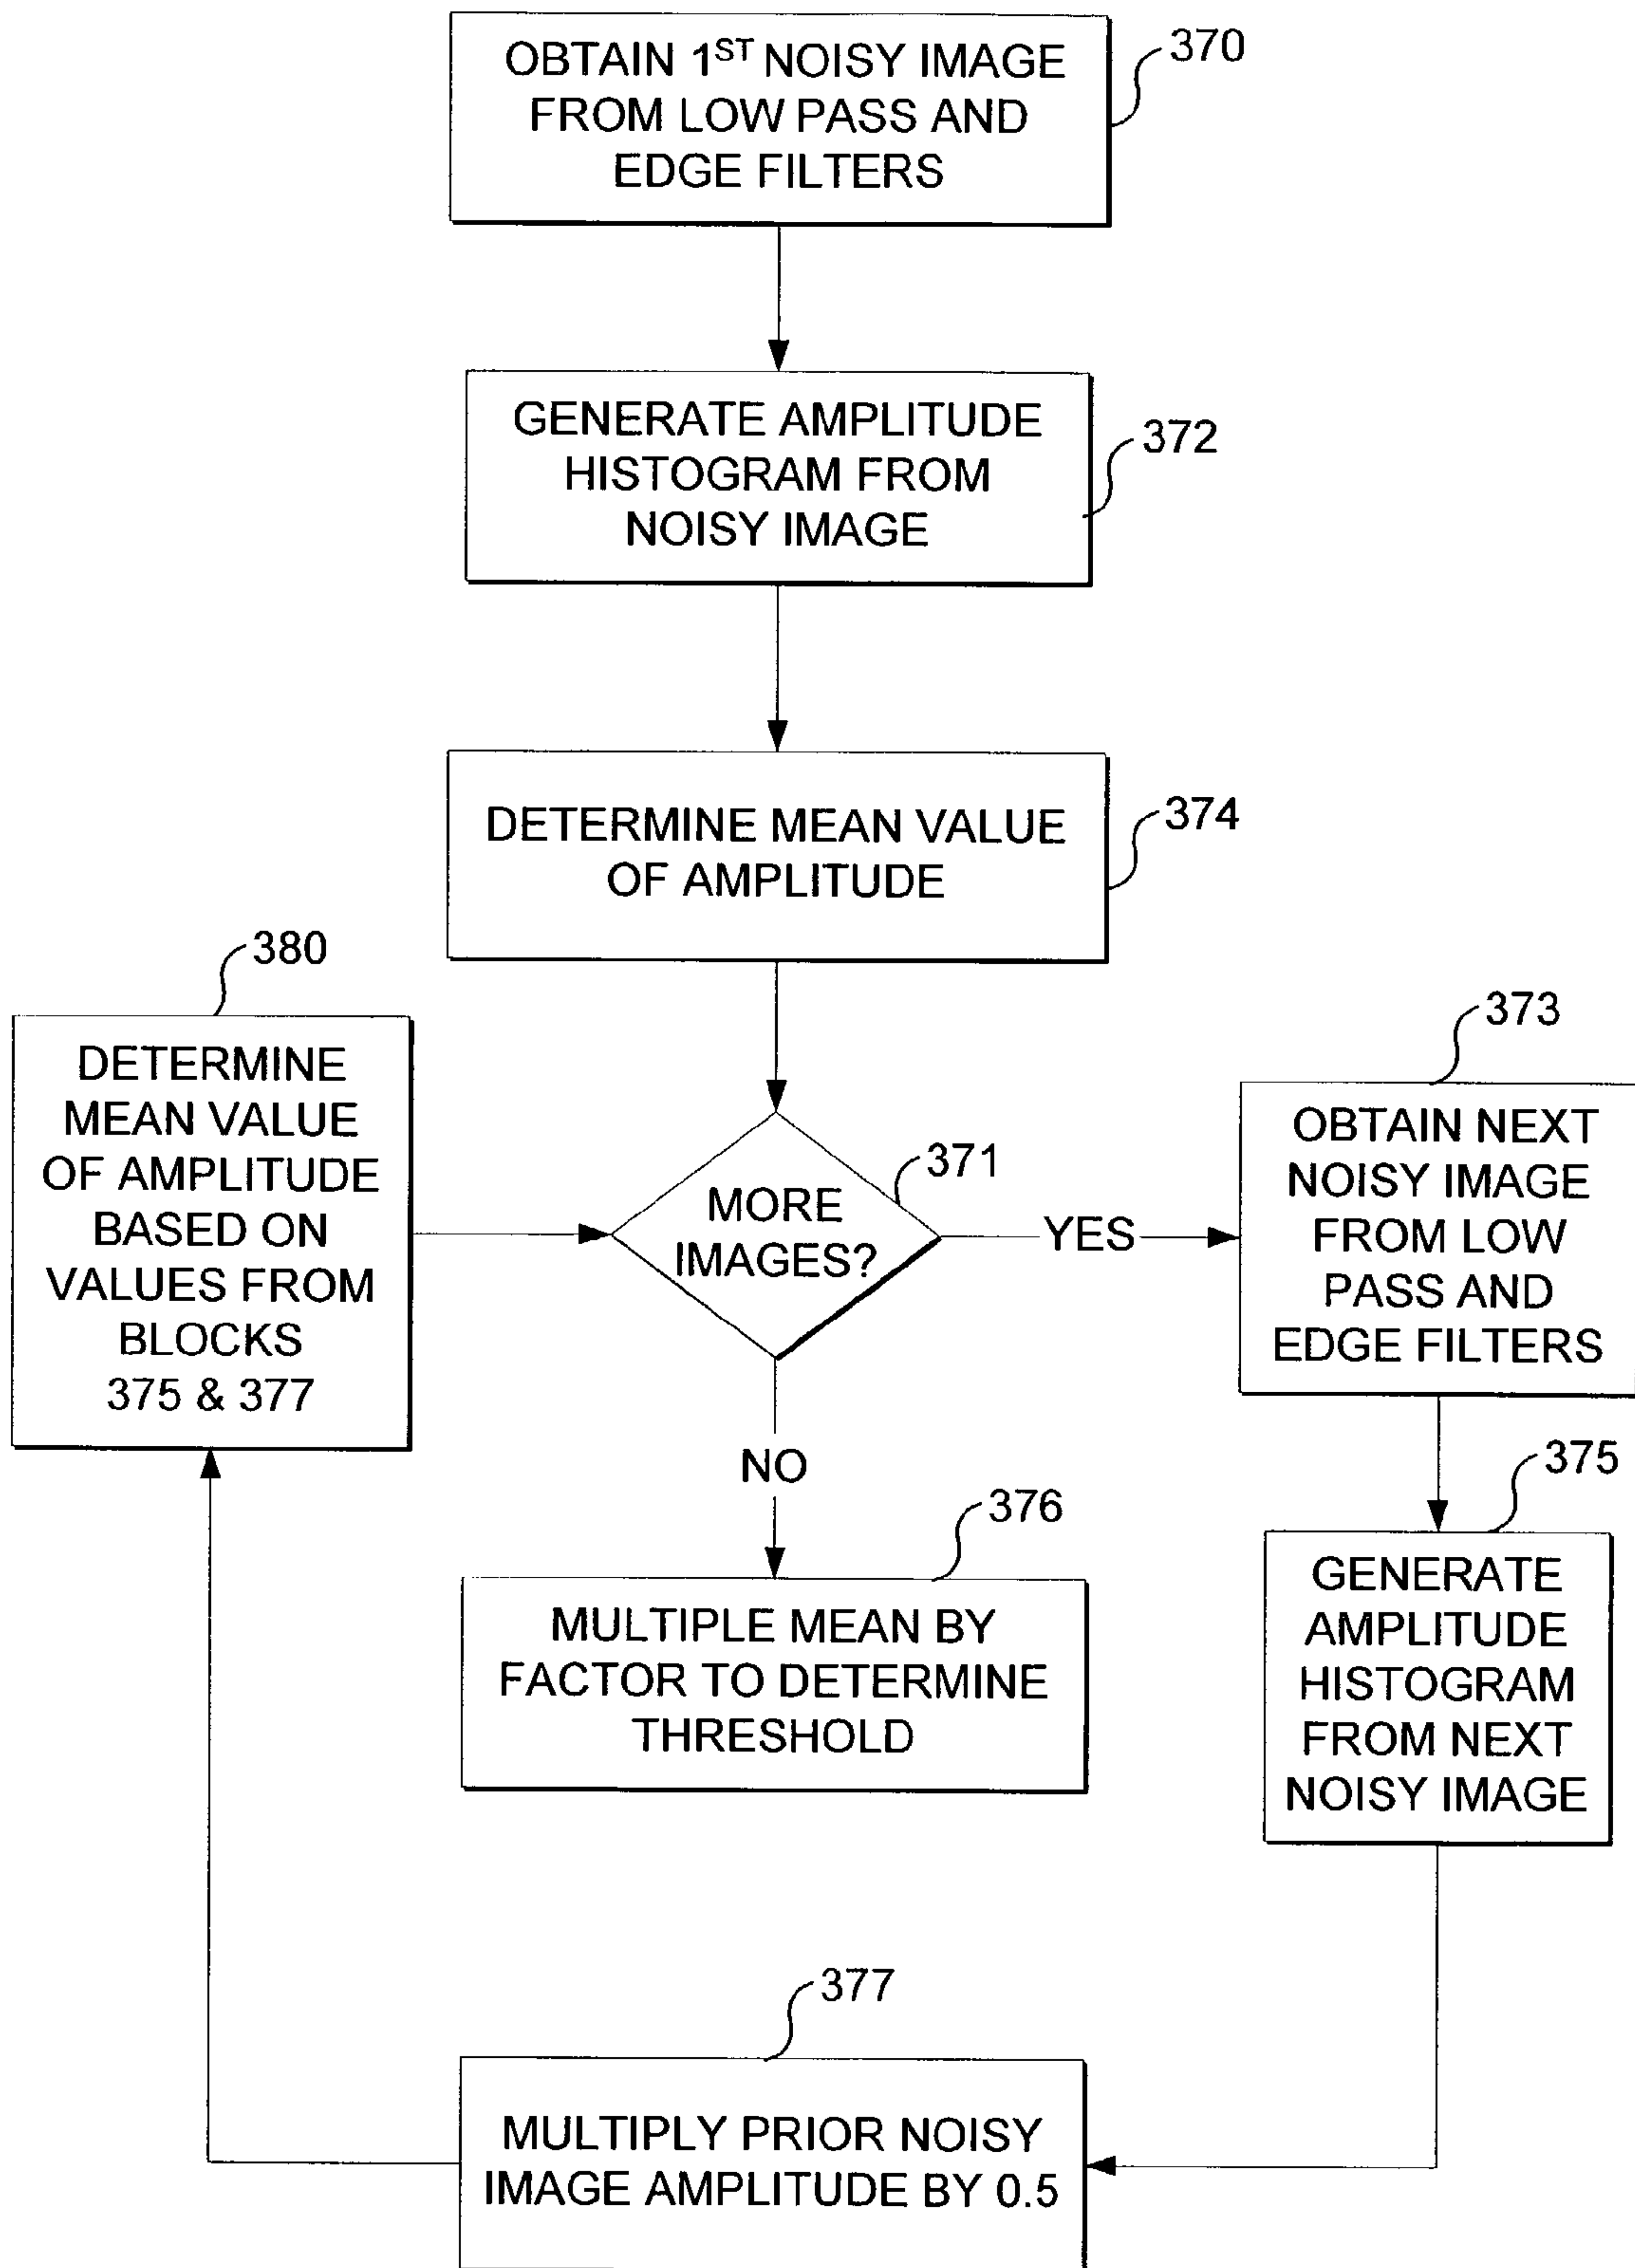 OBTAIN 1ST NOISY IMAGE
FROM LOW PASS AND
EDGE FILTERS
370
GENERATE AMPLITUDE
HISTOGRAM FROM
NOISY IMAGE
372
DETERMINE MEAN VALUE
OF AMPLITUDE
374
380
DETERMINE
MEAN VALUE
OF AMPLITUDE
BASED ON
VALUES FROM
BLOCKS
375 & 377
371
MORE
IMAGES?
YES
373
OBTAIN NEXT
NOISY IMAGE
FROM LOW
PASS AND
EDGE FILTERS
NO
376
MULTIPLE MEAN BY
FACTOR TO DETERMINE
THRESHOLD
375
GENERATE
AMPLITUDE
HISTOGRAM
FROM NEXT
NOISY IMAGE
377
MULTIPLY PRIOR NOISY
IMAGE AMPLITUDE BY 0.5